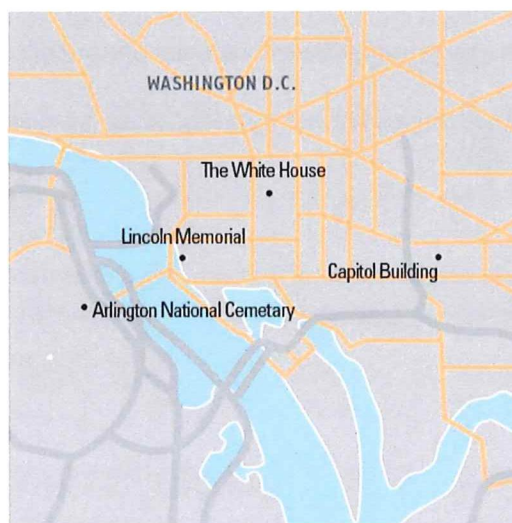 WASHINGTON D.C.
The White House
Lincoln Memorial
Capitol Building
Arlington National Cemetary